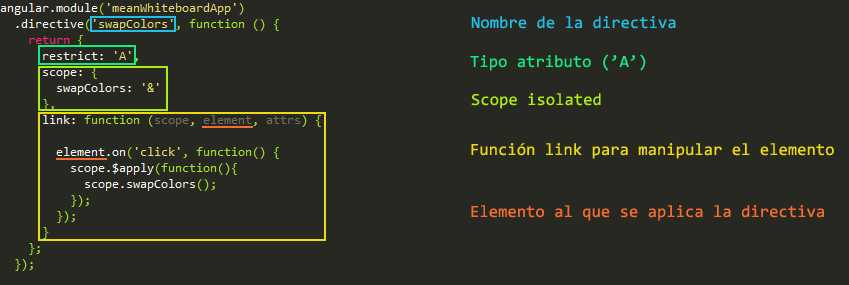 angular.module('meanWhiteboardApp')
.directive('swapColors', function () {
Nombre de la directiva
return {
restrict: 'A',
Tipo atributo (’A’)
scope: {
swapColors: '&'
},
Scope isolated
link: function (scope, element, attrs) {
Función link para manipular el elemento
element.on('click', function() {
scope.$apply(function(){
scope.swapColors();
});
});
Elemento al que se aplica la directiva
}
};
});